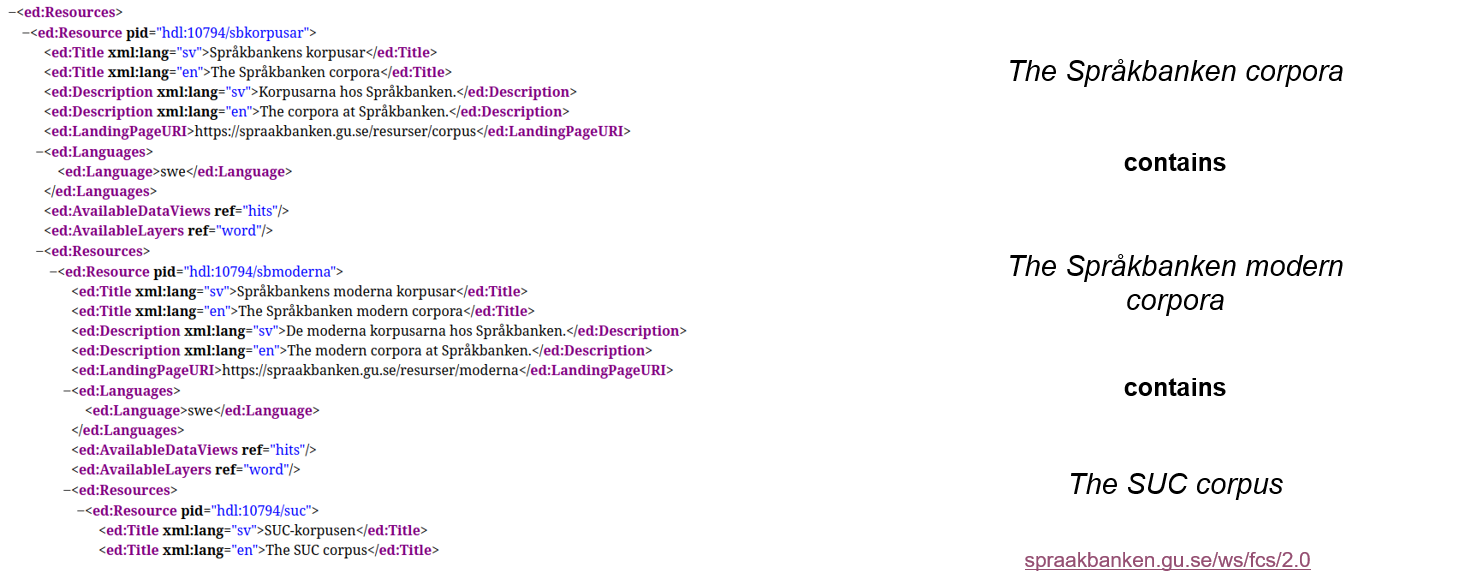 −<ed:Resources>
−<ed:Resource pid="hdl:10794/sbkorpusar">
<ed:Title xml:lang="sv">Språkbankens korpusar</ed:Title>
<ed:Title xml:lang="en">The Språkbanken corpora</ed:Title>
<ed:Description xml:lang="sv">Korpusarna hos Språkbanken.</ed:Description>
<ed:Description xml:lang="en">The corpora at Språkbanken.</ed:Description>
<ed:LandingPageURI>https://spraakbanken.gu.se/resurser/corpus</ed:LandingPageURI>
−<ed:Languages>
<ed:Language>swe</ed:Language>
</ed:Languages>
<ed:AvailableDataViews ref="hits"/>
<ed:AvailableLayers ref="word"/>
−<ed:Resources>
−<ed:Resource pid="hdl:10794/sbmoderna">
<ed:Title xml:lang="sv">Språkbankens moderna korpusar</ed:Title>
<ed:Title xml:lang="en">The Språkbanken modern corpora</ed:Title>
<ed:Description xml:lang="sv">De moderna korpusarna hos Språkbanken.</ed:Description>
<ed:Description xml:lang="en">The modern corpora at Språkbanken.</ed:Description>
<ed:LandingPageURI>https://spraakbanken.gu.se/resurser/moderna</ed:LandingPageURI>
−<ed:Languages>
<ed:Language>swe</ed:Language>
</ed:Languages>
<ed:AvailableDataViews ref="hits"/>
<ed:AvailableLayers ref="word"/>
−<ed:Resources>
−<ed:Resource pid="hdl:10794/suc">
<ed:Title xml:lang="sv">SUC-korpusen</ed:Title>
<ed:Title xml:lang="en">The SUC corpus</ed:Title>
The Språkbanken corpora
contains
The Språkbanken modern
corpora
contains
The SUC corpus
spraakbanken.gu.se/ws/fcs/2.0